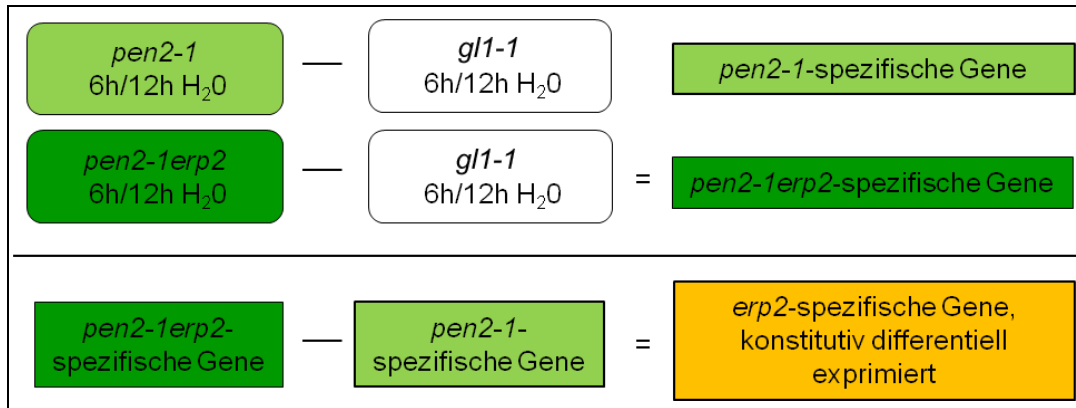 pen2-1
6h/12h H₂0
—
gl1-1
6h/12h H₂0
pen2-1-spezifische Gene
pen2-1erp2
6h/12h H₂0
—
gl1-1
6h/12h H₂0
=
pen2-1erp2-spezifische Gene
pen2-1erp2-
spezifische Gene
—
pen2-1-
spezifische Gene
=
erp2-spezifische Gene,
konstitutiv differentiell
exprimiert